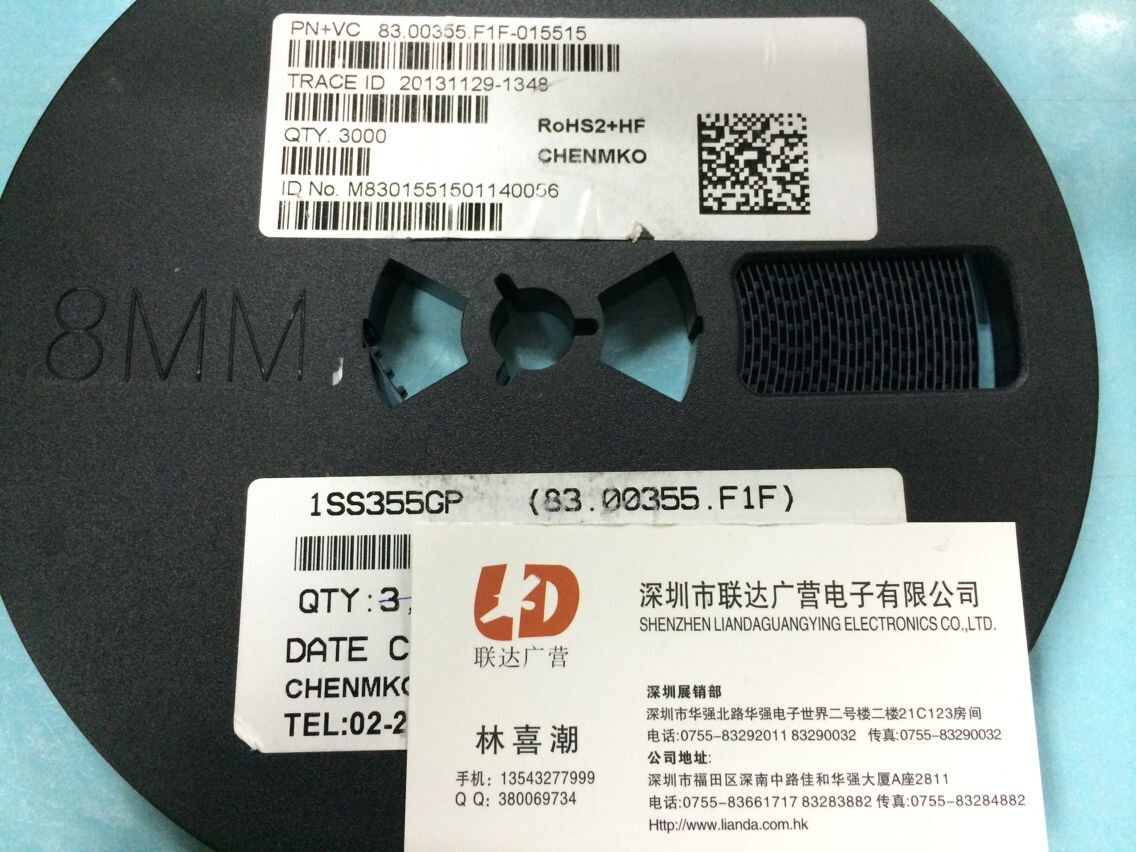 PN+VC 83.00355.F1F-015515
TRACE ID 20131129-1348
QTY. 3000
RoHS2+HF
CHENMKO
ID No. M8301551501140056
8MM
1SS355GP (83.00355.F1F)
QTY:3,
DATE C
CHENMKO
TEL:02-2
LD
联达广营
深圳市联达广营电子有限公司
SHENZHEN LIANDAGUANGYING ELECTRONICS CO.,LTD.
林喜潮
手机：13543277999
QQ：380069734
深圳展销部
深圳市华强北路华强电子世界二号楼二楼21C123房间
电话:0755-83292011 83290032 传真:0755-83290032
公司地址:
深圳市福田区深南中路佳和华强大厦A座2811
电话:0755-83661717 83283882 传真:0755-83284882
Http://www.lianda.com.hk